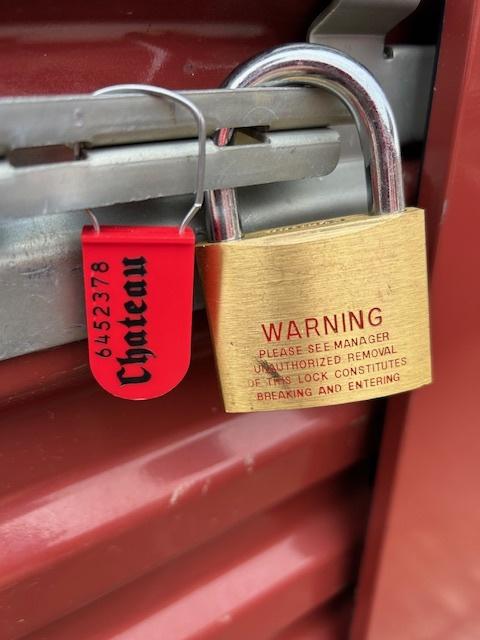 6452378
Chateau
WARNING
PLEASE SEE MANAGER
UNAUTHORIZED REMOVAL
OF THIS LOCK CONSTITUTES
BREAKING AND ENTERING